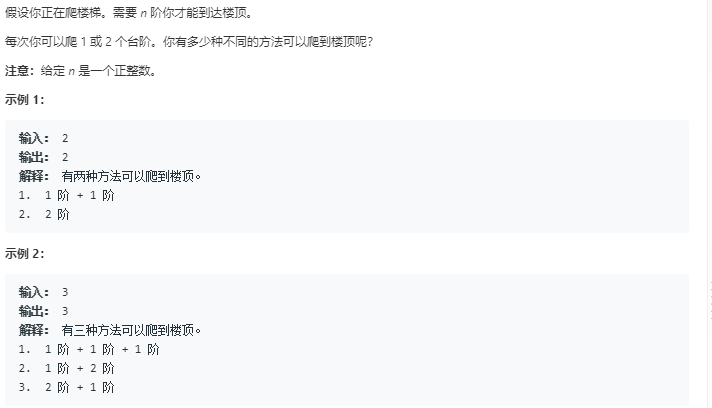 假设你正在爬楼梯。需要 n 阶你才能到达楼顶。
每次你可以爬 1 或 2 个台阶。你有多少种不同的方法可以爬到楼顶呢？
注意：给定 n 是一个正整数。
示例 1：
输入： 2
输出： 2
解释： 有两种方法可以爬到楼顶。
1. 1 阶 + 1 阶
2. 2 阶
示例 2：
输入： 3
输出： 3
解释： 有三种方法可以爬到楼顶。
1. 1 阶 + 1 阶 + 1 阶
2. 1 阶 + 2 阶
3. 2 阶 + 1 阶